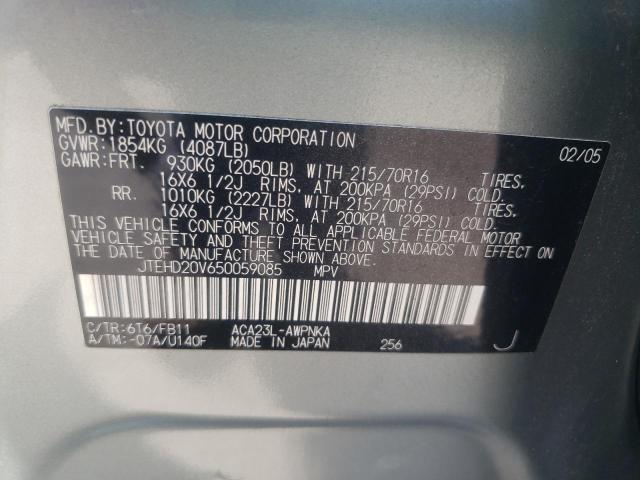 MFD.BY:TOYOTA MOTOR CORPORATION 02/05
GVWR:1854KG (4087LB)
GAWR:FRT. 930KG (2050LB) WITH 215/70R16 TIRES,
16X6 1/2J RIMS, AT 200KPA (29PSI) COLD.
RR. 1010KG (2227LB) WITH 215/70R16 TIRES,
16X6 1/2J RIMS, AT 200KPA (29PSI) COLD.
THIS VEHICLE CONFORMS TO ALL APPLICABLE FEDERAL MOTOR
VEHICLE SAFETY AND THEFT PREVENTION STANDARDS IN EFFECT ON
THE DATE OF MANUFACTURE SHOWN ABOVE.
JTEHD20V650059085 MPV
C/TR:6T6/FB11 ACA23L-AWPNKA
A/TM:-07A/U140F MADE IN JAPAN 256 J